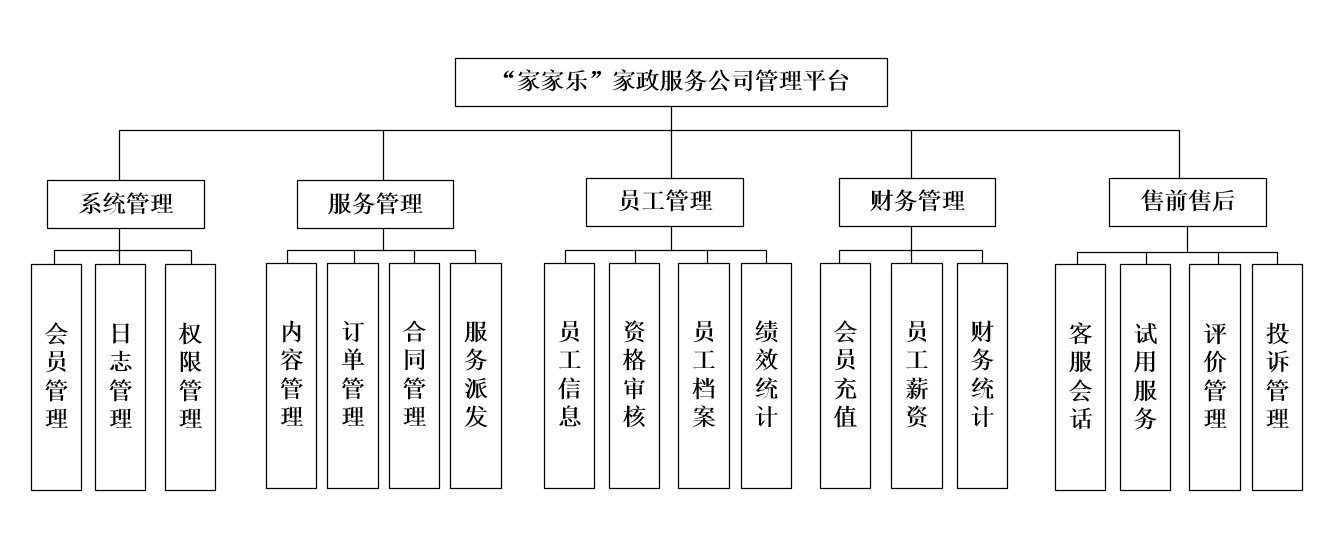 “家家乐”家政服务公司管理平台
系统管理
服务管理
员工管理
财务管理
售前售后
会员管理
日志管理
权限管理
内容管理
订单管理
合同管理
服务派发
员工信息
资格审核
员工档案
绩效统计
会员充值
员工薪资
财务统计
客服会话
试用服务
评价管理
投诉管理